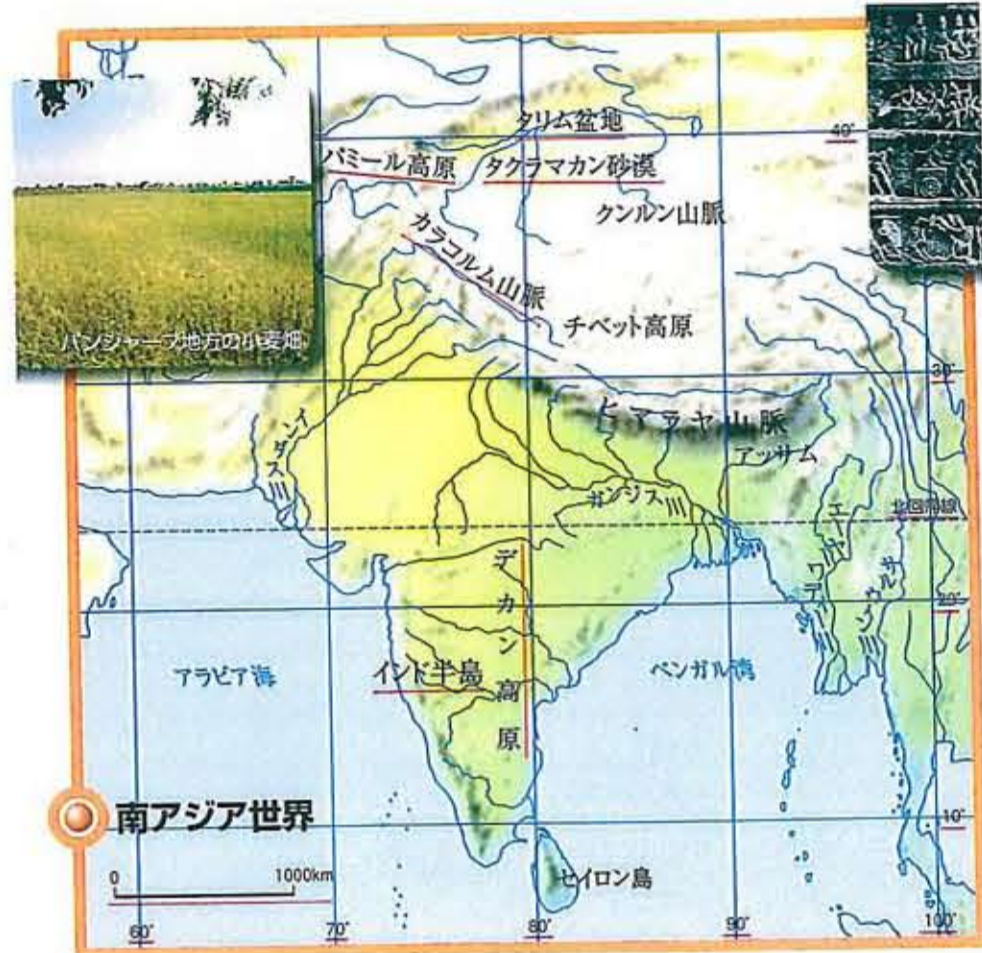 タリム盆地
40°
パミール高原
タクラマカン砂漠
クンルン山脈
カラコルム山脈
チベット高原
パンジャーブ地方の小麦畑
30°
ヒマラヤ山脈
アッサム
インダス川
ガンジス川
北回帰線
エーヤワディー川
サルウィン川
デカン高原
20°
インド半島
アラビア海
ベンガル湾
南アジア世界
10°
0 1000km
セイロン島
60° 70° 80° 90° 100°